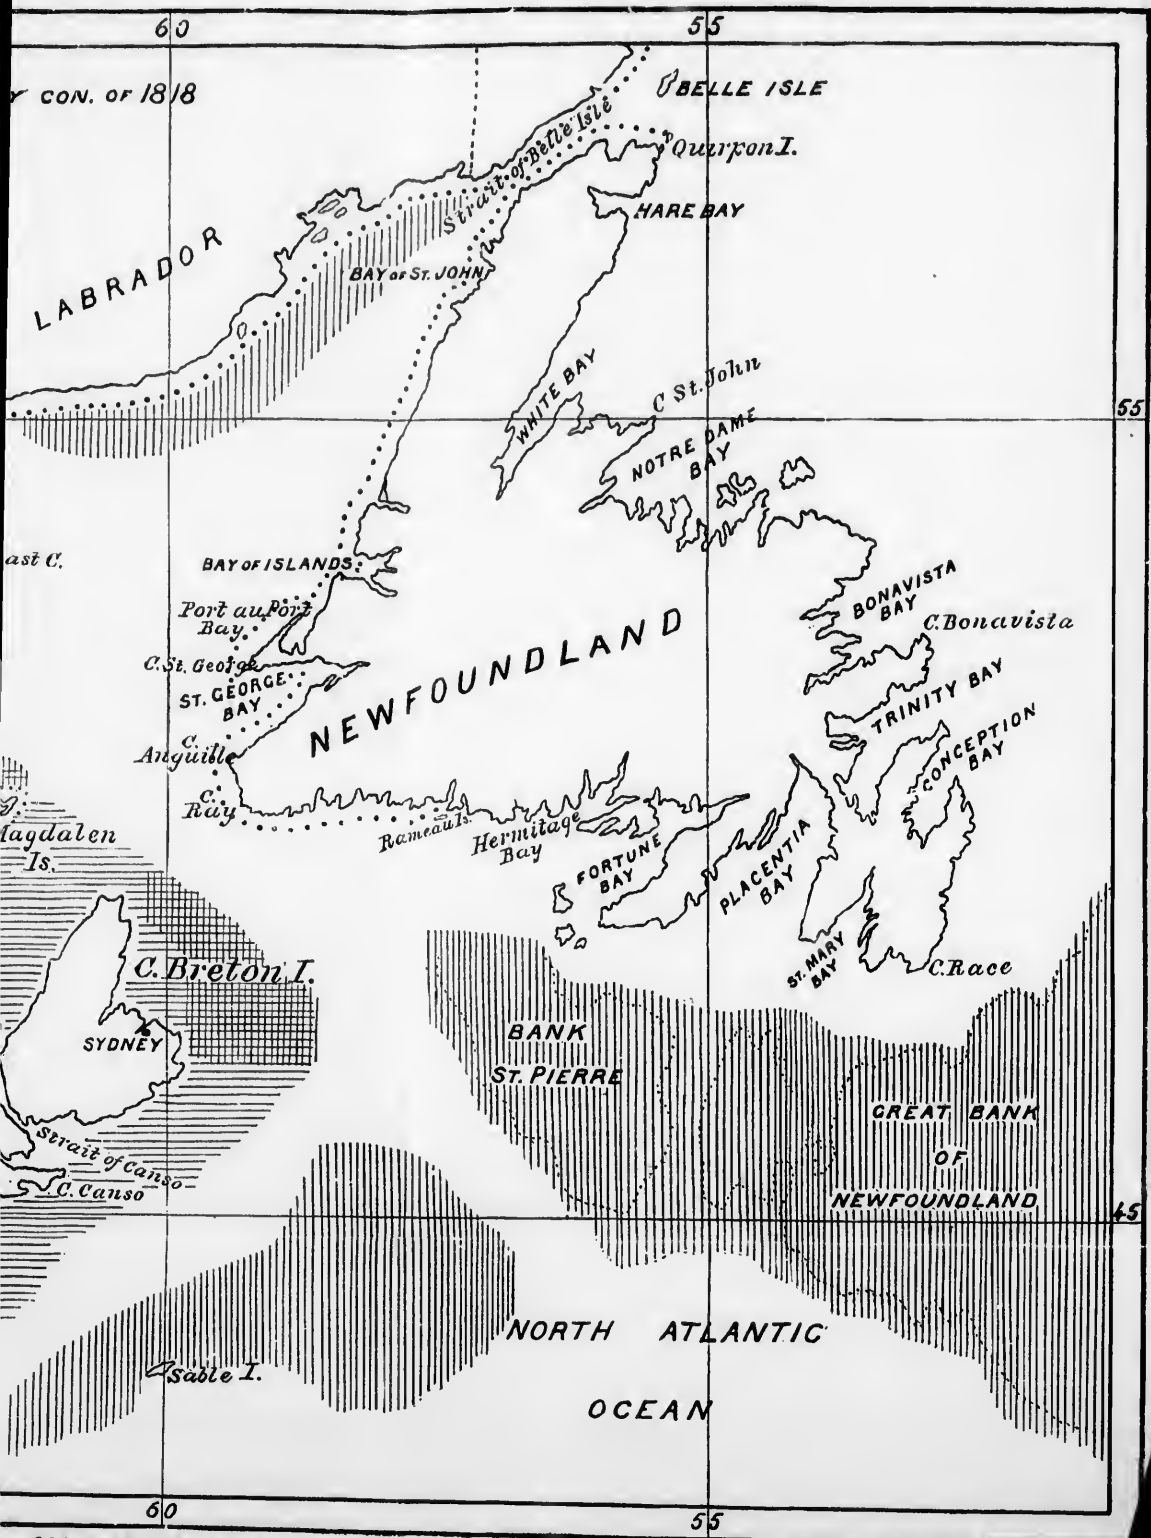 60
55
Y CON. OF 1818
BELLE ISLE
Strait of Belle Isle
Quirpon I.
HARE BAY
LABRADOR
BAY OF ST. JOHN
WHITE BAY
C St. John
55
NOTRE DAME
BAY
ast C.
BAY OF ISLANDS
BONAVISTA
BAY
Port au Port
Bay
C. Bonavista
NEWFOUNDLAND
C. St. George
ST. GEORGE
BAY
TRINITY BAY
CONCEPTION
BAY
C.
Anguille
C.
Ray
Rameau Is.
Hermitage
Bay
Magdalen
Is.
FORTUNE
BAY
PLACENTIA
BAY
ST. MARY
BAY
C. Race
C. Breton I.
SYDNEY
BANK
ST. PIERRE
GREAT BANK
OF
NEWFOUNDLAND
Strait of Canso
C. Canso
45
NORTH ATLANTIC
OCEAN
Sable I.
60
55